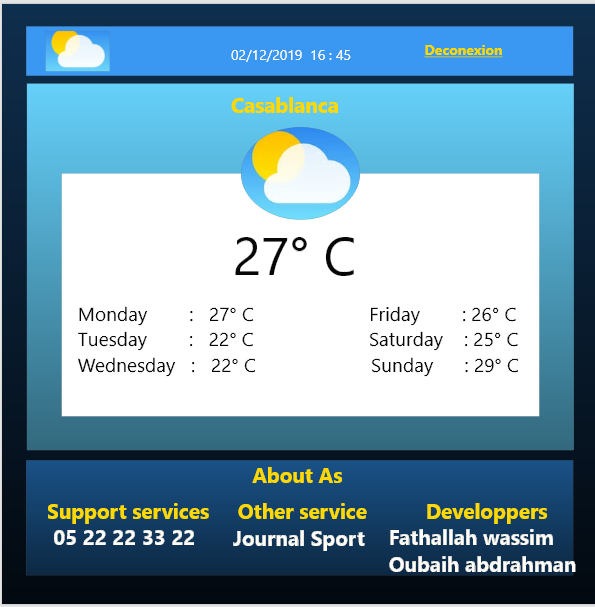 02/12/2019 16 : 45
Deconexion
Casablanca
27° C
Monday : 27° C
Friday : 26° C
Tuesday : 22° C
Saturday : 25° C
Wednesday : 22° C
Sunday : 29° C
About As
Support services
Other service
Developpers
05 22 22 33 22
Journal Sport
Fathallah wassim
Oubaih abdrahman